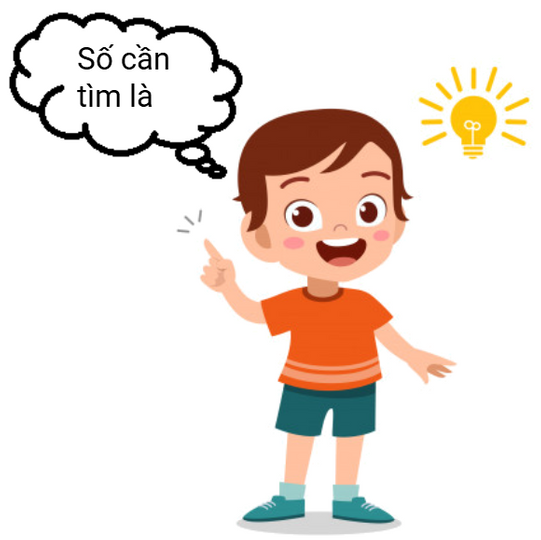 Số cần
tìm là